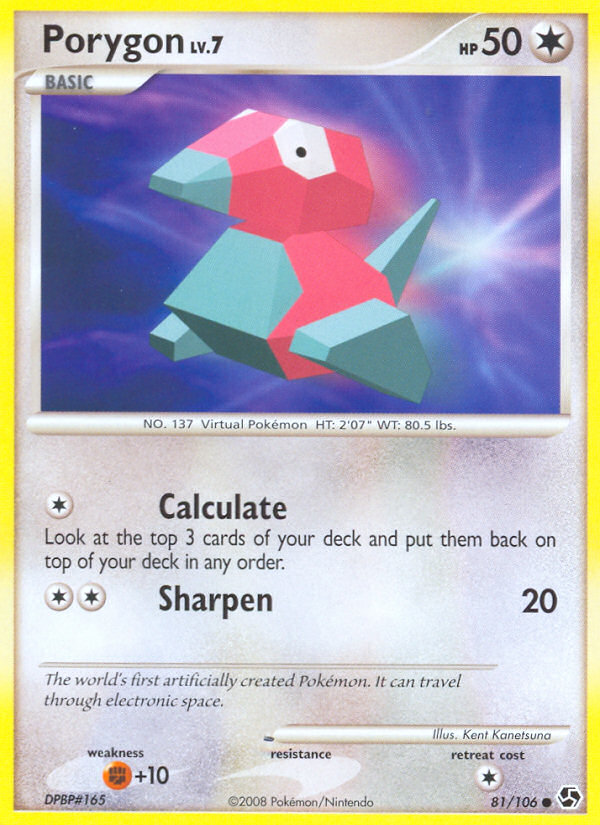 Porygon LV.7 HP 50
BASIC
NO. 137 Virtual Pokémon HT: 2'07" WT: 80.5 lbs.
Calculate
Look at the top 3 cards of your deck and put them back on
top of your deck in any order.
Sharpen 20
The world's first artificially created Pokémon. It can travel
through electronic space.
Illus. Kent Kanetsuna
weakness resistance retreat cost
+10
DPBP#165 ©2008 Pokémon/Nintendo 81/106